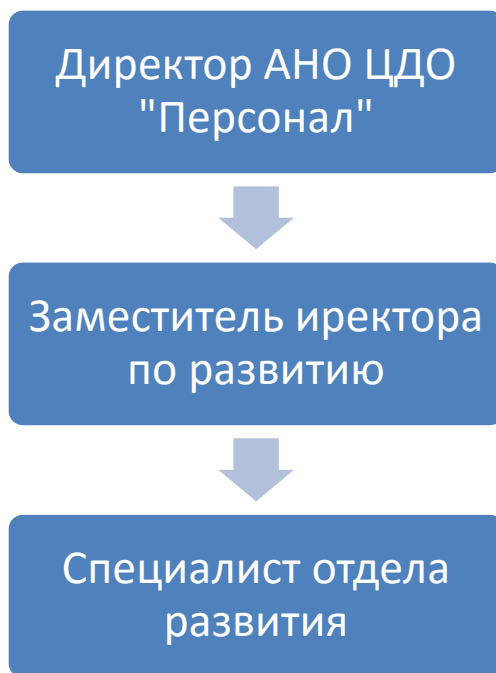 Директор АНО ЦДО
"Персонал"
Заместитель иректора
по развитию
Специалист отдела
развития